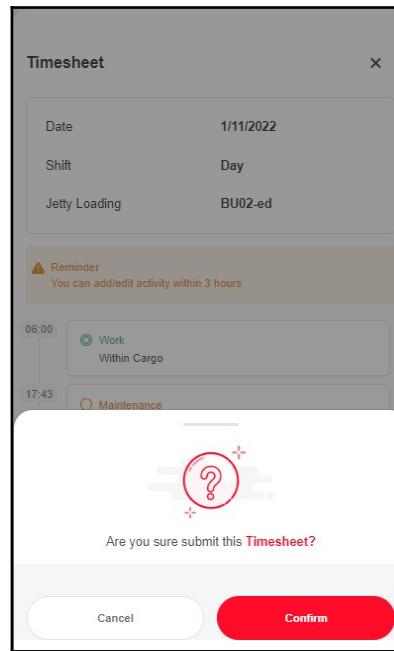 Timesheet
Date 1/11/2022
Shift Day
Jetty Loading BU02-ed
Reminder
You can add/edit activity within 3 hours
06:00
Work
Within Cargo
17:43
Maintenance
?
Are you sure submit this Timesheet?
Cancel Confirm